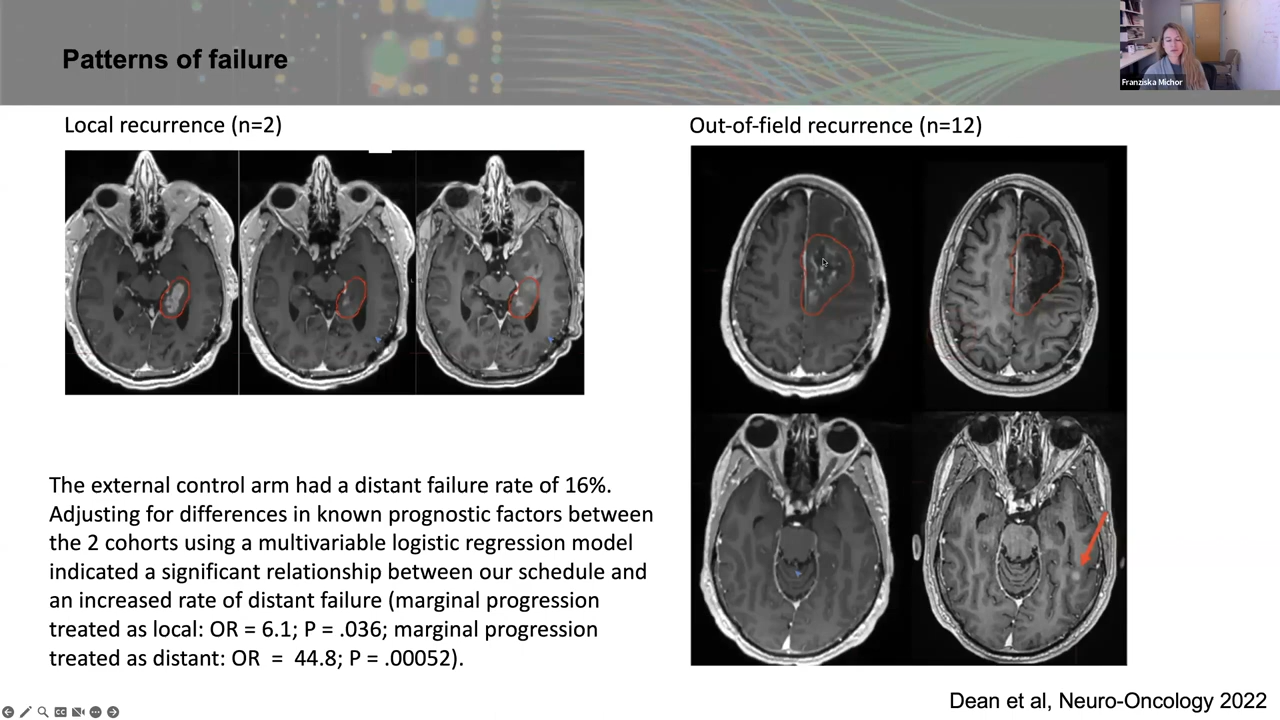 Patterns of failure
Franziska Michor
Local recurrence (n=2)
Out-of-field recurrence (n=12)
The external control arm had a distant failure rate of 16%.
Adjusting for differences in known prognostic factors between
the 2 cohorts using a multivariable logistic regression model
indicated a significant relationship between our schedule and
an increased rate of distant failure (marginal progression
treated as local: OR = 6.1; P = .036; marginal progression
treated as distant: OR  =  44.8; P = .00052).
Dean et al, Neuro-Oncology 2022